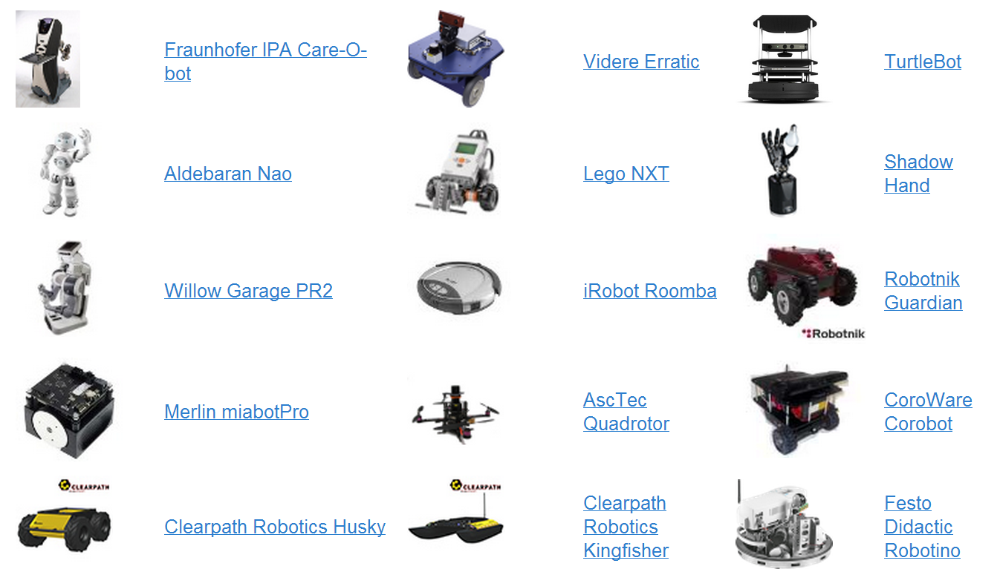 Fraunhofer IPA Care-O-
bot
Videre Erratic
TurtleBot
Aldebaran Nao
Lego NXT
Shadow
Hand
Willow Garage PR2
iRobot Roomba
Robotnik
Guardian
Robotnik
Merlin miabotPro
AscTec
Quadrotor
CoroWare
Corobot
CLEARPATH
Clearpath Robotics Husky
CLEARPATH
Clearpath
Robotics
Kingfisher
Festo
Didactic
Robotino